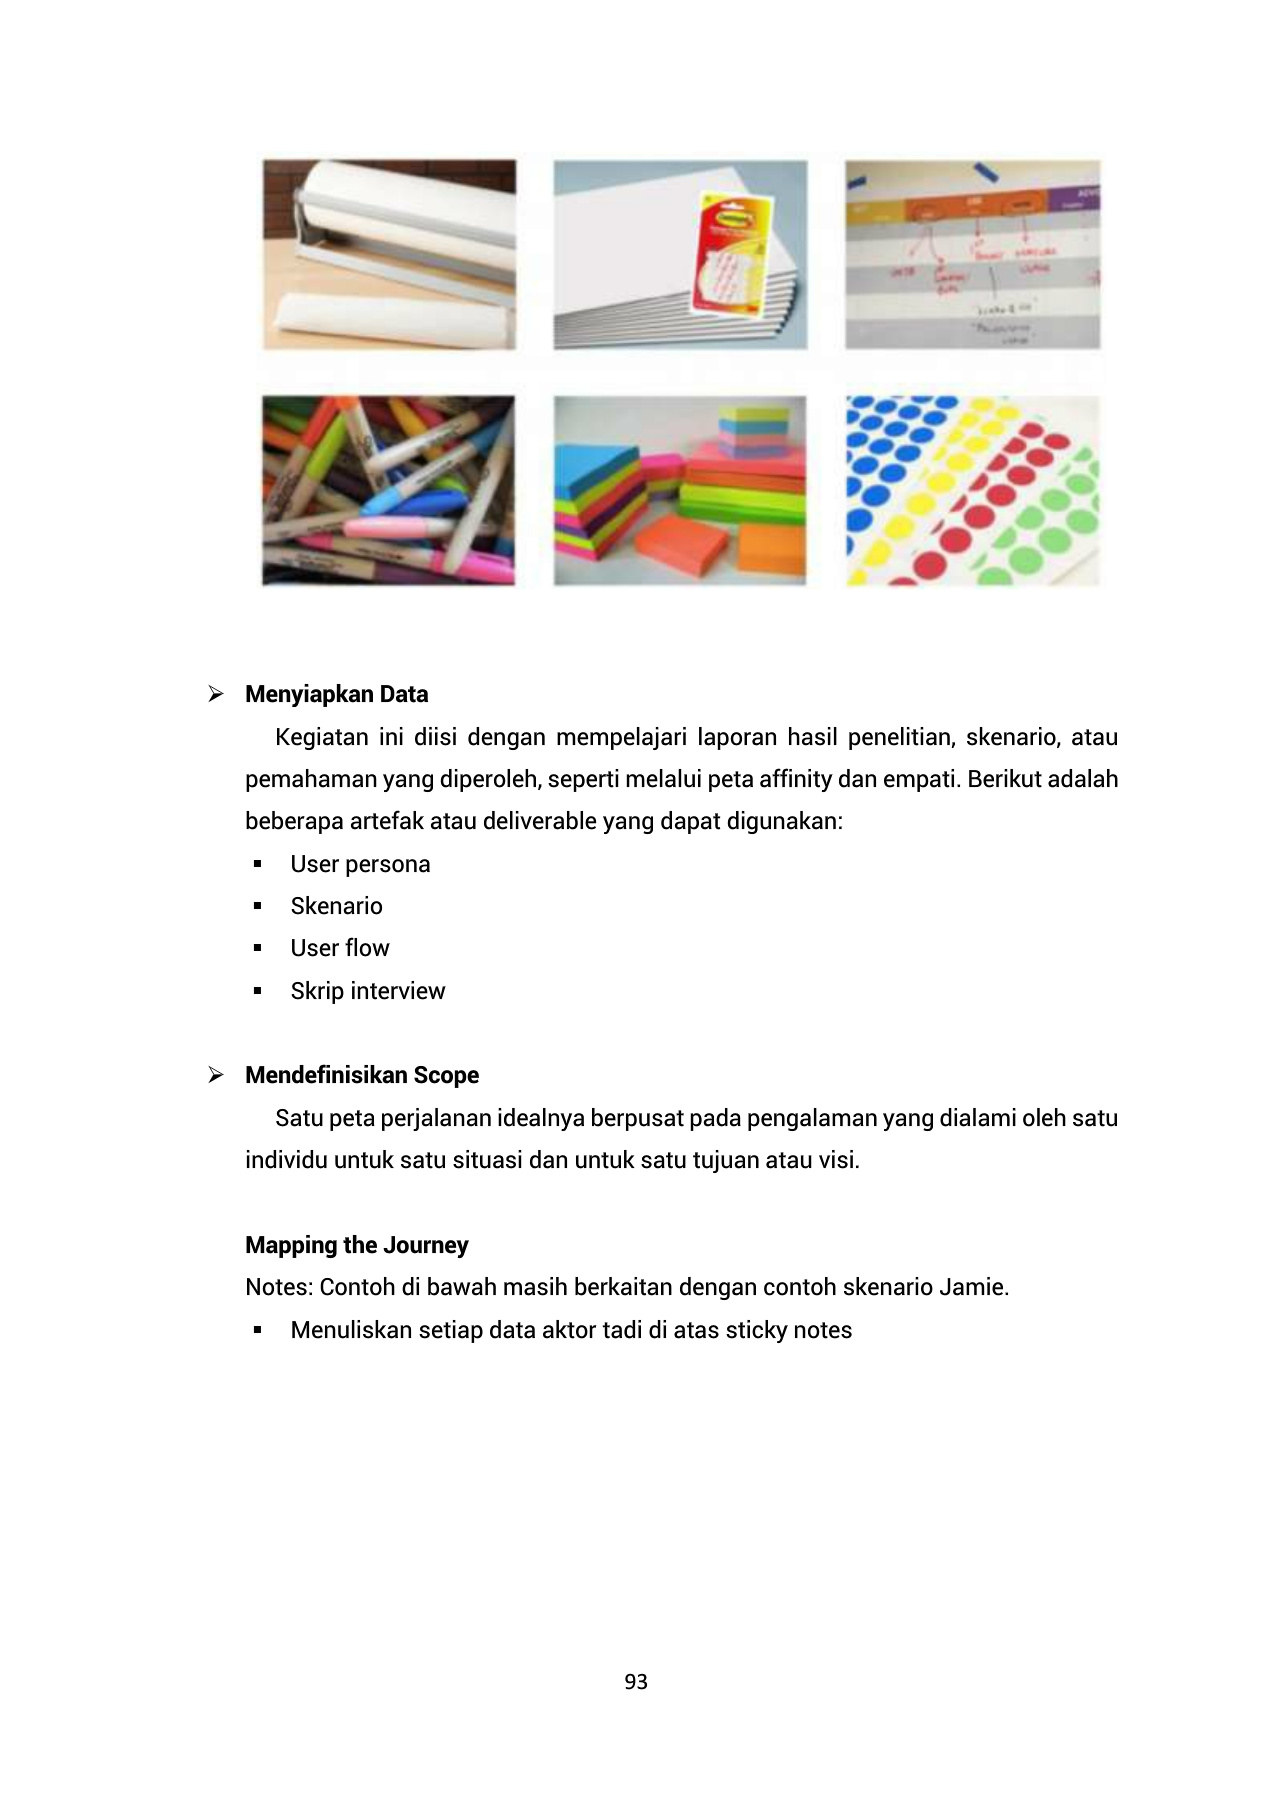 ➢ Menyiapkan Data
Kegiatan ini diisi dengan mempelajari laporan hasil penelitian, skenario, atau
pemahaman yang diperoleh, seperti melalui peta affinity dan empati. Berikut adalah
beberapa artefak atau deliverable yang dapat digunakan:
▪ User persona
▪ Skenario
▪ User flow
▪ Skrip interview
➢ Mendefinisikan Scope
Satu peta perjalanan idealnya berpusat pada pengalaman yang dialami oleh satu
individu untuk satu situasi dan untuk satu tujuan atau visi.
Mapping the Journey
Notes: Contoh di bawah masih berkaitan dengan contoh skenario Jamie.
▪ Menuliskan setiap data aktor tadi di atas sticky notes
93